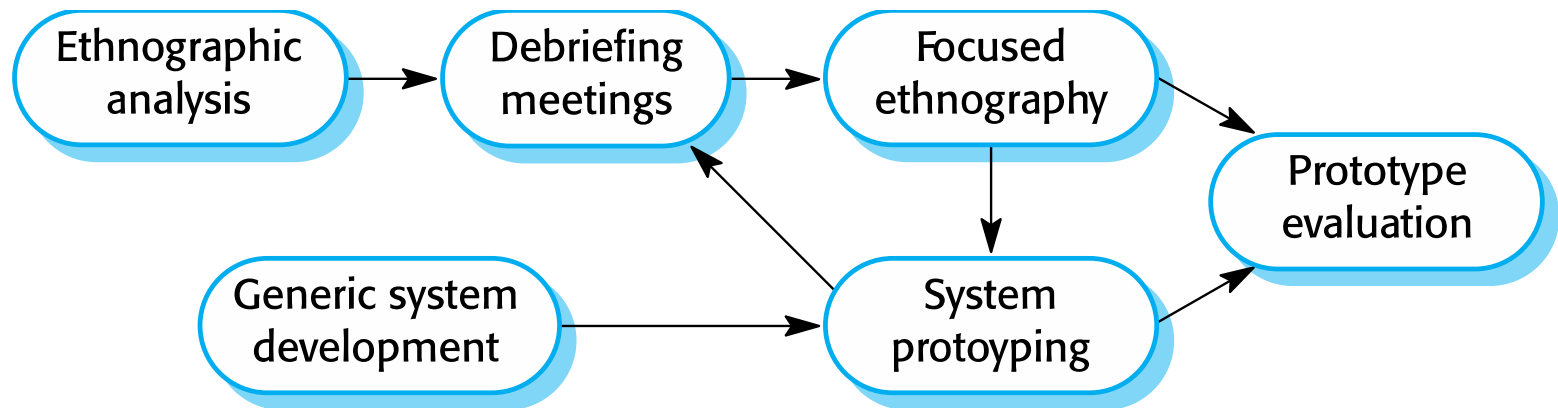 Ethnographic
analysis
Debriefing
meetings
Focused
ethnography
Prototype
evaluation
Generic system
development
System
protoyping